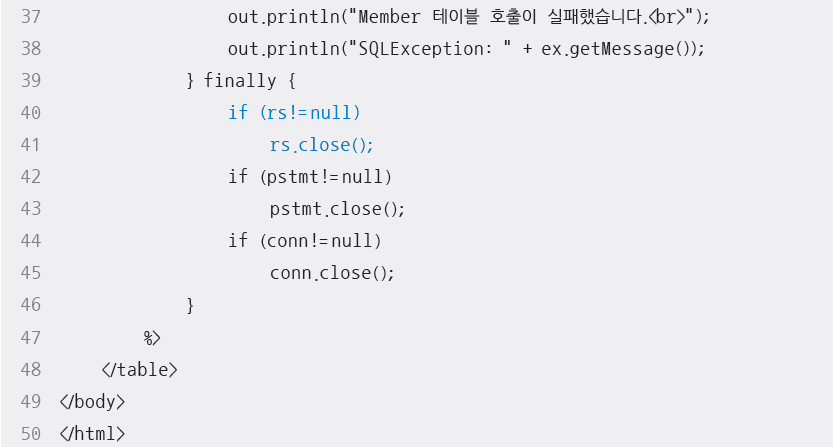 37 out.println("Member 테이블 호출이 실패했습니다.<br>");
38 out.println("SQLException: " + ex.getMessage());
39 } finally {
40 if (rs!=null)
41 rs.close();
42 if (pstmt!=null)
43 pstmt.close();
44 if (conn!=null)
45 conn.close();
46 }
47 %>
48 </table>
49 </body>
50 </html>